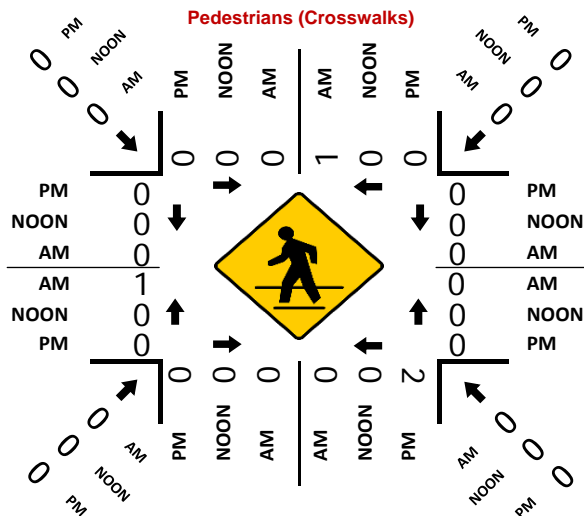 Pedestrians (Crosswalks)
0 PM
0 NOON
0 AM
PM NOON AM AM NOON PM
0 PM
0 NOON
0 AM
0 0 0 1 0 0
PM 0 0 PM
NOON 0 0 NOON
AM 0 0 AM
AM 1 0 AM
NOON 0 0 NOON
PM 0 0 PM
0 0 0 0 0 2
PM NOON AM AM NOON PM
0 AM
0 NOON
0 PM
AM 0
NOON 0
PM 0